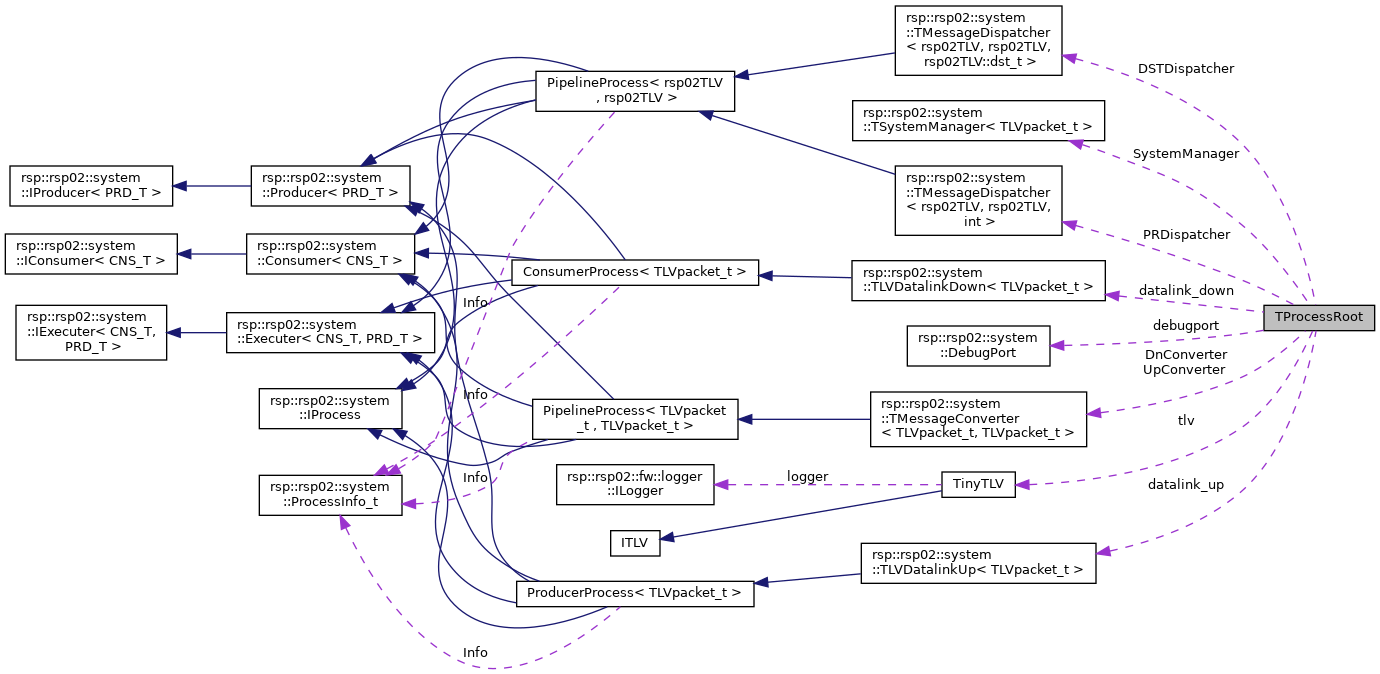 rsp::rsp02::system
::TMessageDispatcher
< rsp02TLV, rsp02TLV,
rsp02TLV::dst_t >
DSTDispatcher
PipelineProcess< rsp02TLV
, rsp02TLV >
rsp::rsp02::system
::TSystemManager< TLVpacket_t >
SystemManager
rsp::rsp02::system
::IProducer< PRD_T >
rsp::rsp02::system
::Producer< PRD_T >
rsp::rsp02::system
::TMessageDispatcher
< rsp02TLV, rsp02TLV,
int >
PRDispatcher
rsp::rsp02::system
::IConsumer< CNS_T >
rsp::rsp02::system
::Consumer< CNS_T >
ConsumerProcess< TLVpacket_t >
rsp::rsp02::system
::TLVDatalinkDown< TLVpacket_t >
datalink_down
Info
rsp::rsp02::system
::IExecuter< CNS_T,
PRD_T >
rsp::rsp02::system
::Executer< CNS_T, PRD_T >
rsp::rsp02::system
::DebugPort
debugport
TProcessRoot
DnConverter
UpConverter
rsp::rsp02::system
::IProcess
Info
PipelineProcess< TLVpacket
_t , TLVpacket_t >
rsp::rsp02::system
::TMessageConverter
< TLVpacket_t, TLVpacket_t >
tlv
rsp::rsp02::system
::ProcessInfo_t
Info
rsp::rsp02::fw::logger
::ILogger
logger
TinyTLV
datalink_up
ITLV
rsp::rsp02::system
::TLVDatalinkUp< TLVpacket_t >
ProducerProcess< TLVpacket_t >
Info